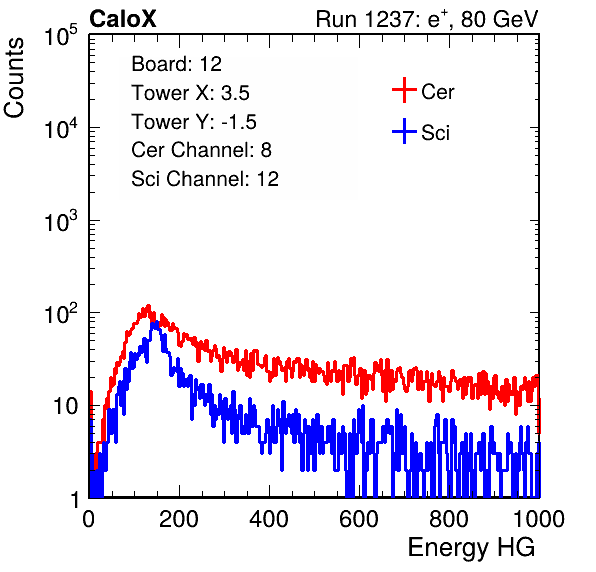 CaloX Run 1237: e+, 80 GeV
Counts
Board: 12
Tower X: 3.5
Tower Y: -1.5
Cer Channel: 8
Sci Channel: 12
Cer
Sci
10^5
10^4
10^3
10^2
10
1
0 200 400 600 800 1000
Energy HG